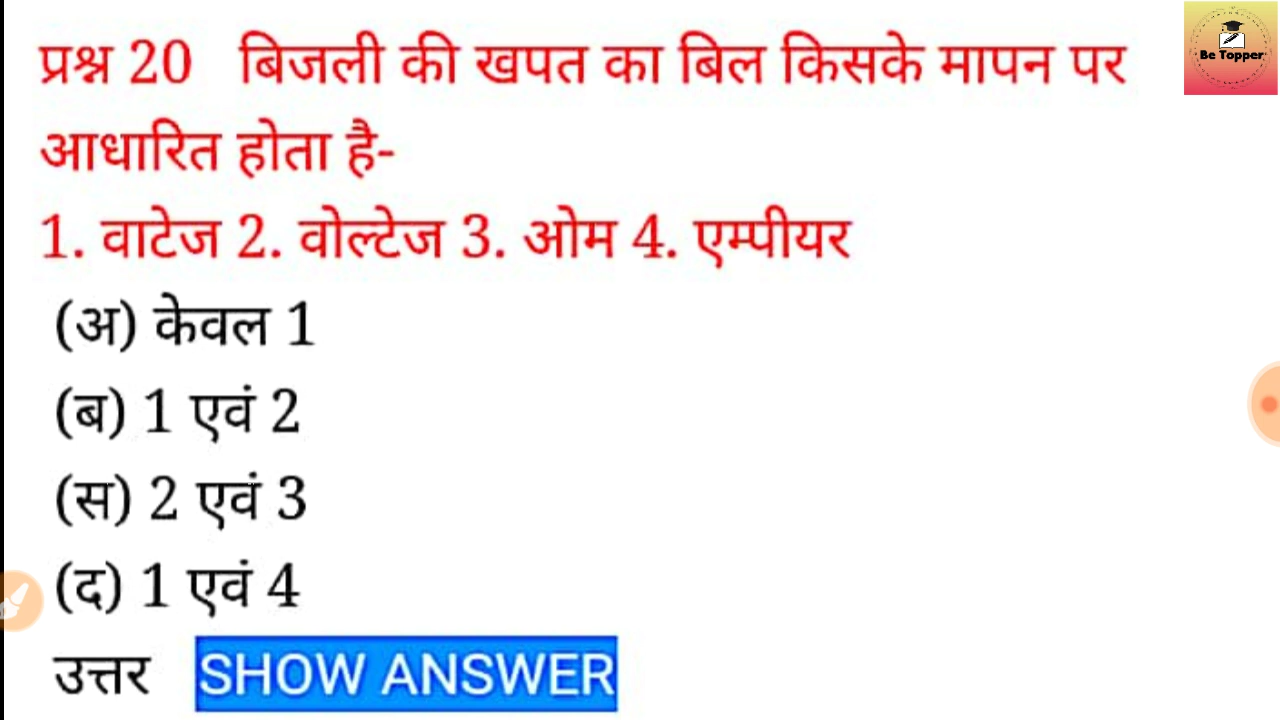 प्रश्न 20 बिजली की खपत का बिल किसके मापन पर
आधारित होता है-
1. वाटेज 2. वोल्टेज 3. ओम 4. एम्पीयर
(अ) केवल 1
(ब) 1 एवं 2
(स) 2 एवं 3
(द) 1 एवं 4
उत्तर SHOW ANSWER
Be Topper